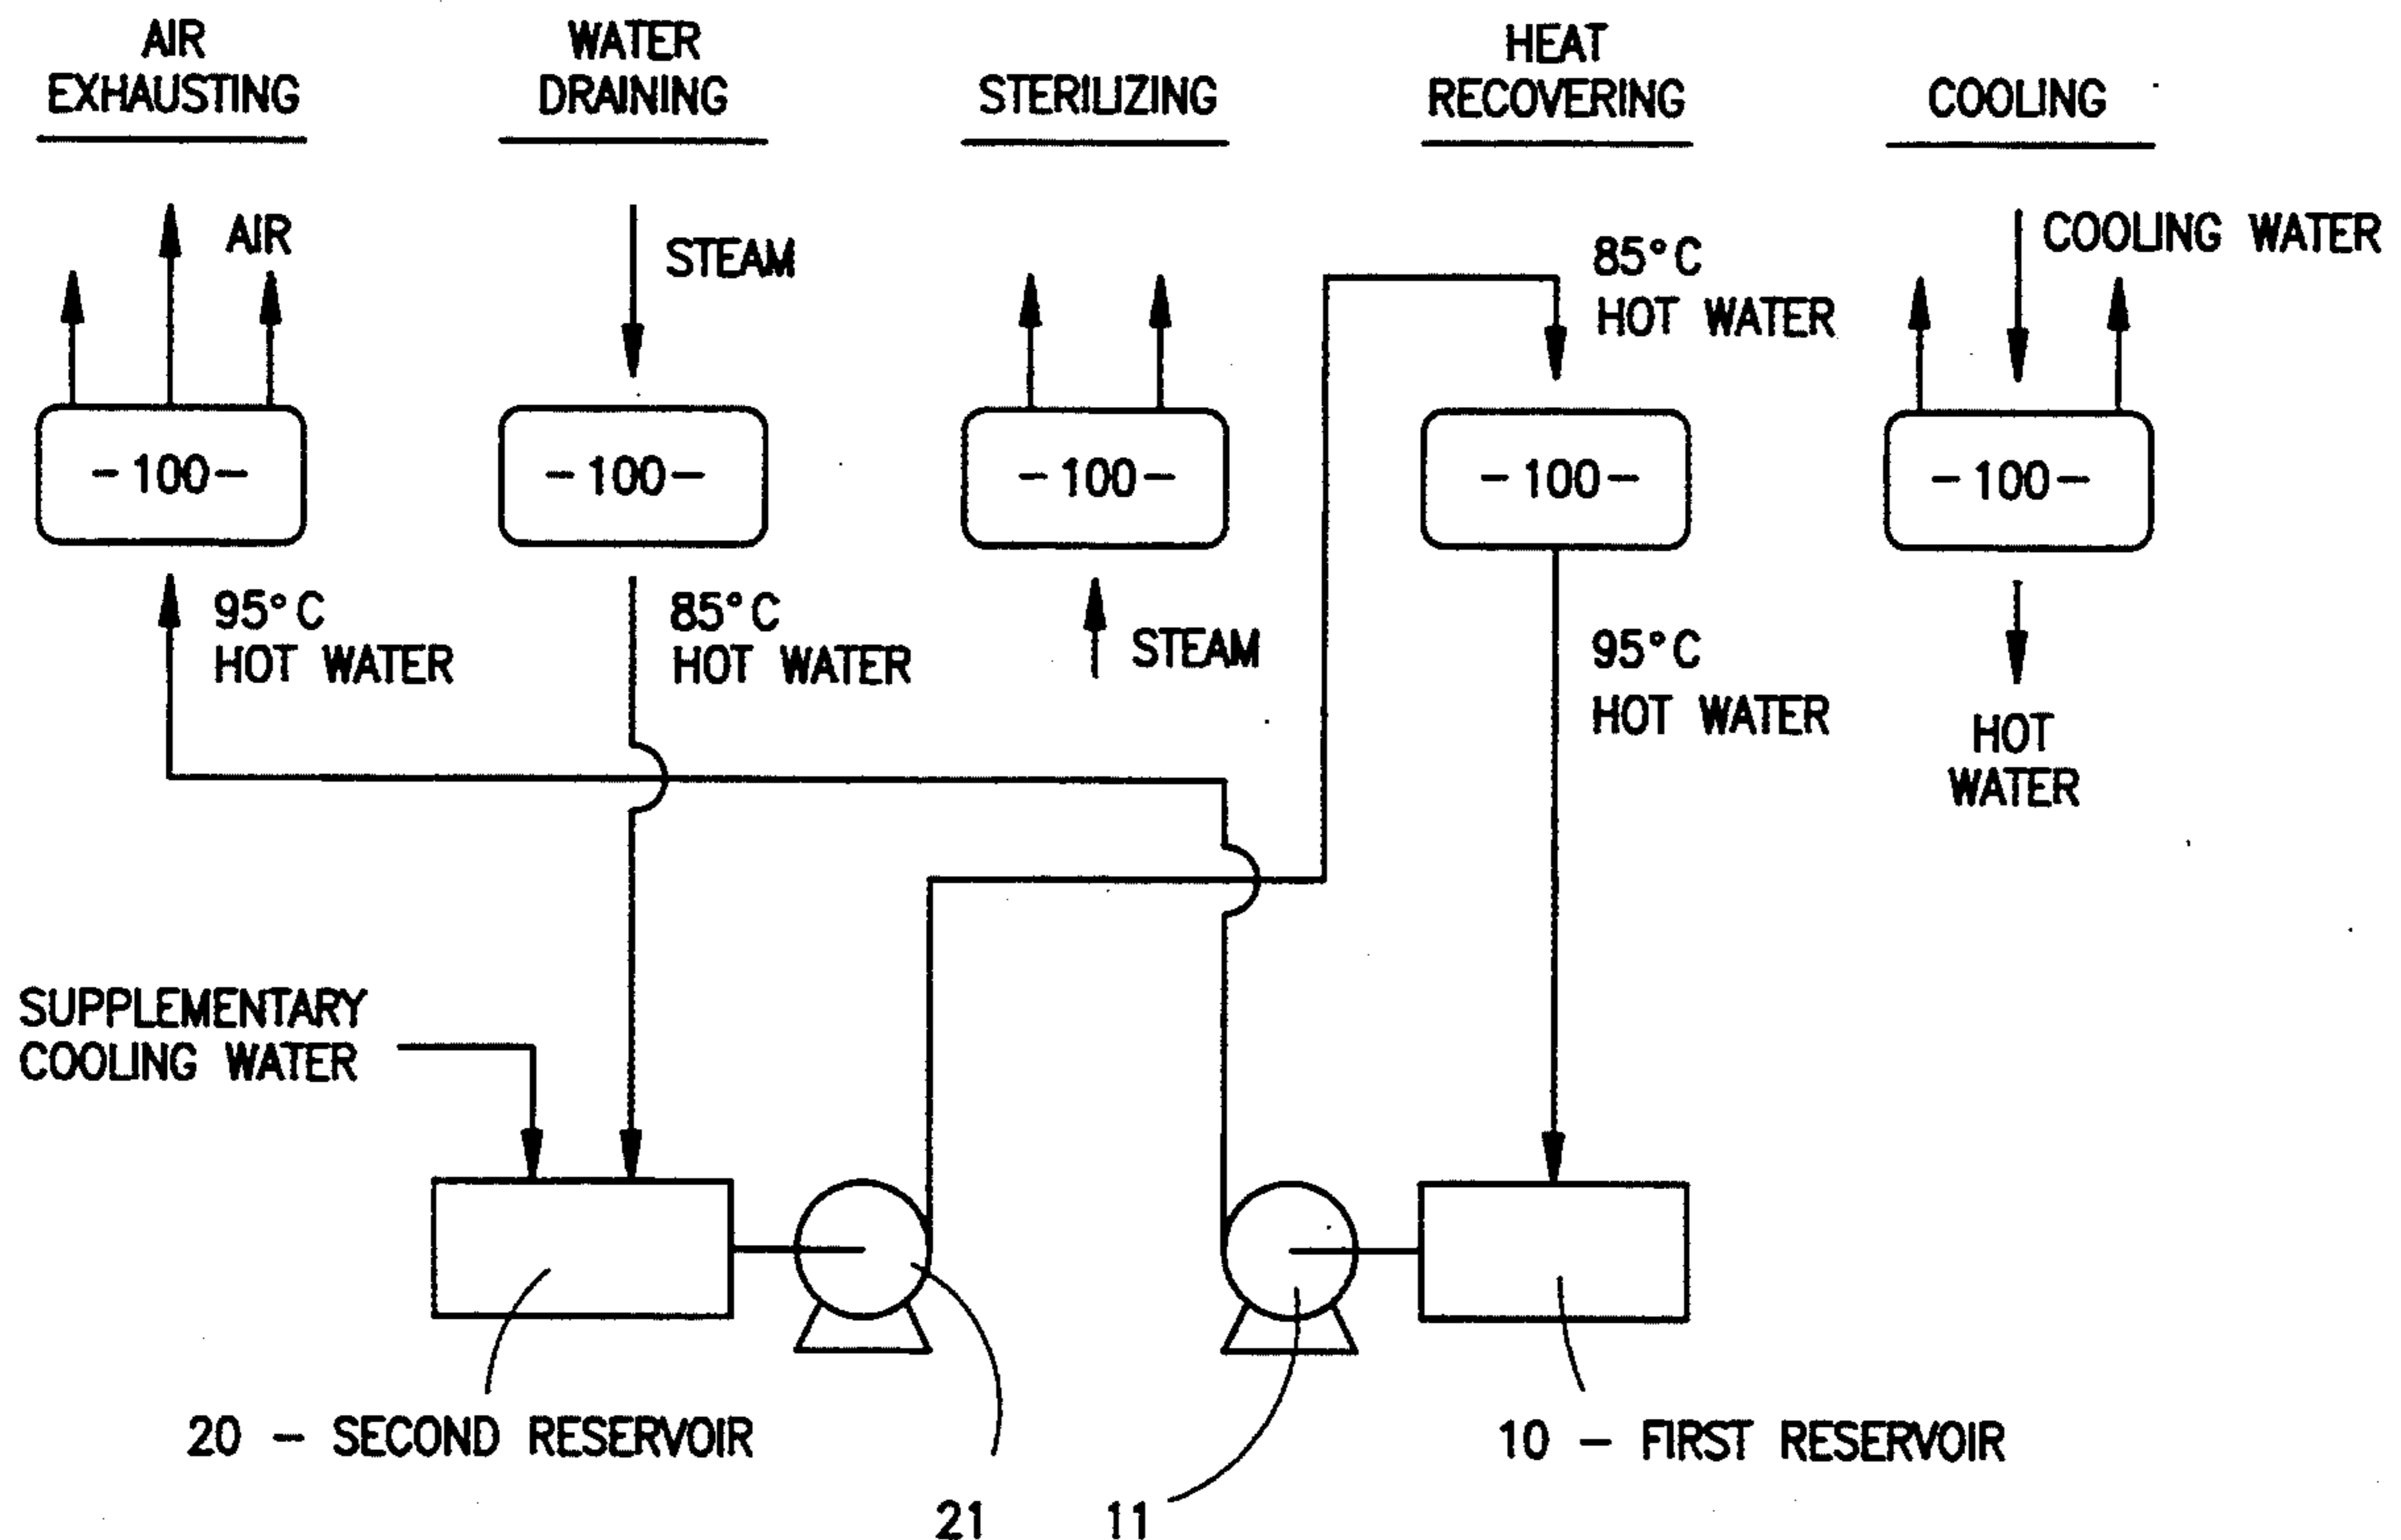 AIR
EXHAUSTING
WATER
DRAINING
STERILIZING
HEAT
RECOVERING
COOLING
AIR
STEAM
85°C
HOT WATER
COOLING WATER
-100-
-100-
-100-
-100-
-100-
95°C
HOT WATER
85°C
HOT WATER
STEAM
95°C
HOT WATER
HOT
WATER
SUPPLEMENTARY
COOLING WATER
20 - SECOND RESERVOIR
10 - FIRST RESERVOIR
21
11